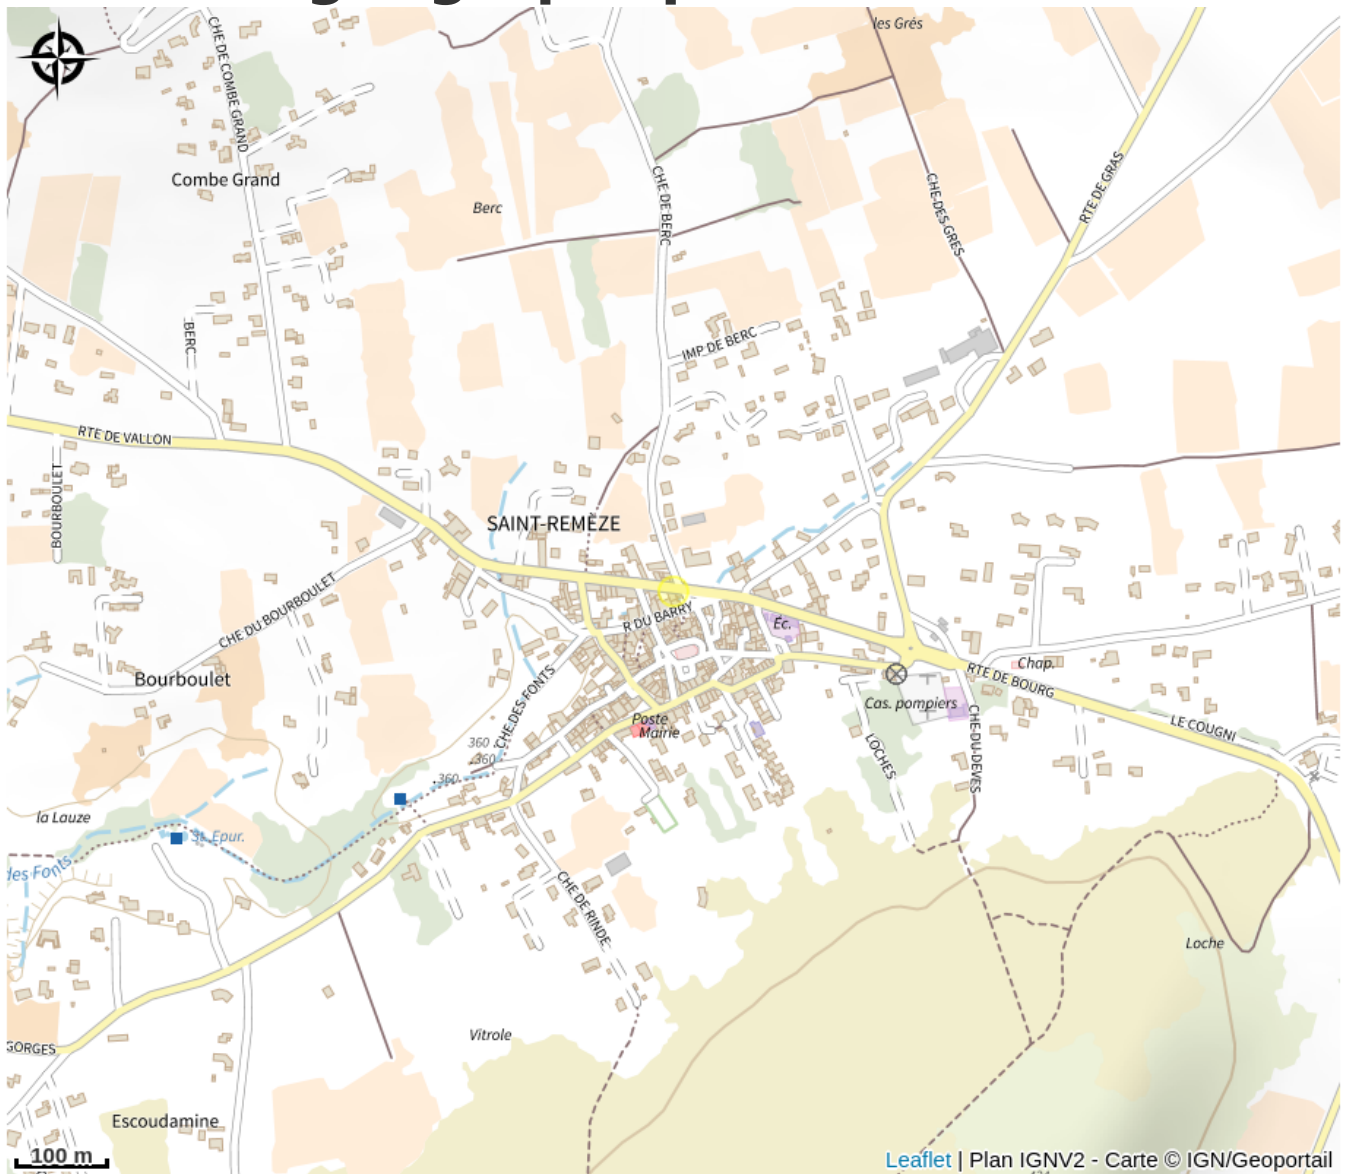 les Grés
CHE DE COMBE GRAND
Combe Grand
Berc
CHE DE BERC
CHE DES GRES
RTE DE GRAS
BERC
IMP DE BERC
RTE DE VALLON
BOURBOULET
SAINT-REMÈZE
CHE DU BOURBOULET
R DU BARRY
Éc.
Bourboulet
CHE DES FONTS
Chap.
RTE DE BOURG
Cas. pompiers
Poste
Mairie
LE COUGNI
CHE DU DEVES
LOCHES
360
.360
.360
la Lauze
St. Epur.
des Fonts
CHE DE RINDE
Loche
Vitrole
GORGES
Escoudamine
100 m
Leaflet | Plan IGNV2 - Carte © IGN/Geoportail